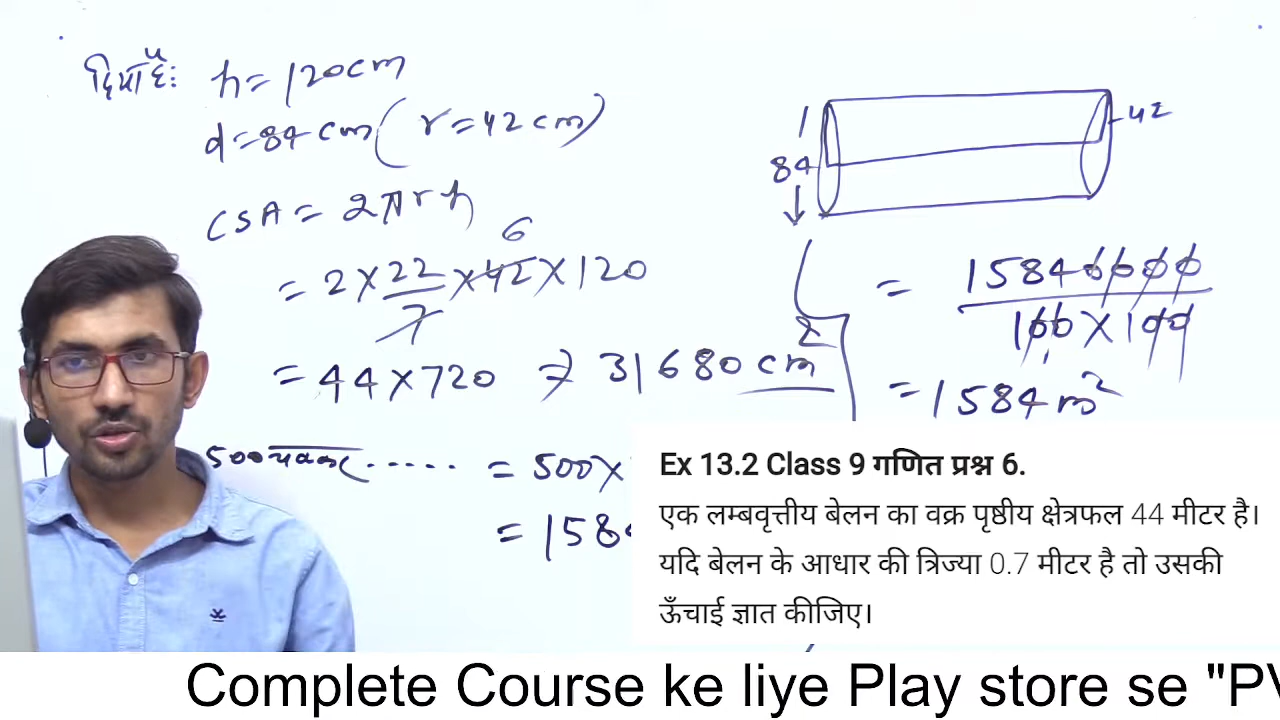 दिया है: h = 120cm
d = 84 cm ( r = 42 cm )
CSA = 2πrh
6
= 2 × 22/7 × 42 × 120
= 44 × 720 ⇒ 31680 cm²
500 चक्कर ..... = 500 ×
= 1584
84
42
= 15840000 / 100 × 100
= 1584 m²
Ex 13.2 Class 9 गणित प्रश्न 6.
एक लम्बवृत्तीय बेलन का वक्र पृष्ठीय क्षेत्रफल 44 मीटर है।
यदि बेलन के आधार की त्रिज्या 0.7 मीटर है तो उसकी
ऊँचाई ज्ञात कीजिए।
Complete Course ke liye Play store se "PV